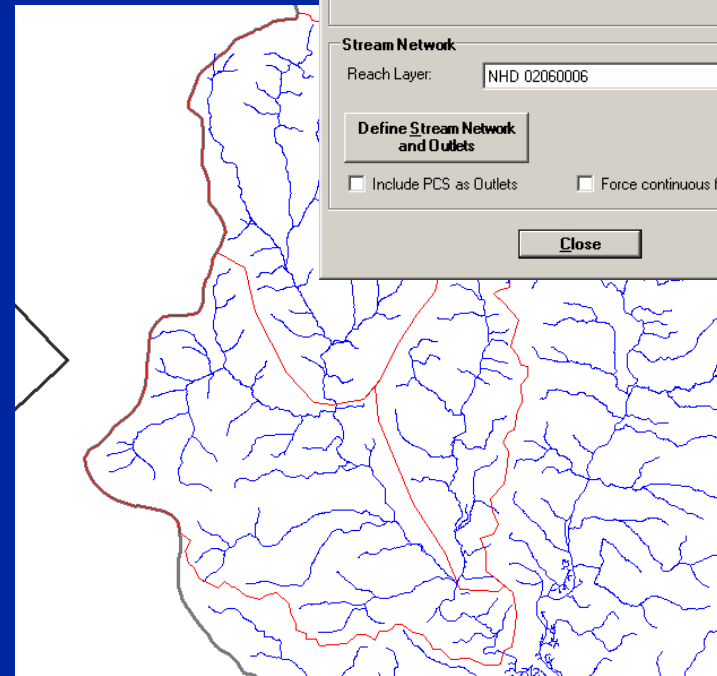 Stream Network
Reach Layer: NHD 02060006
Define Stream Network
and Outlets
Include PCS as Outlets Force continuous f
Close